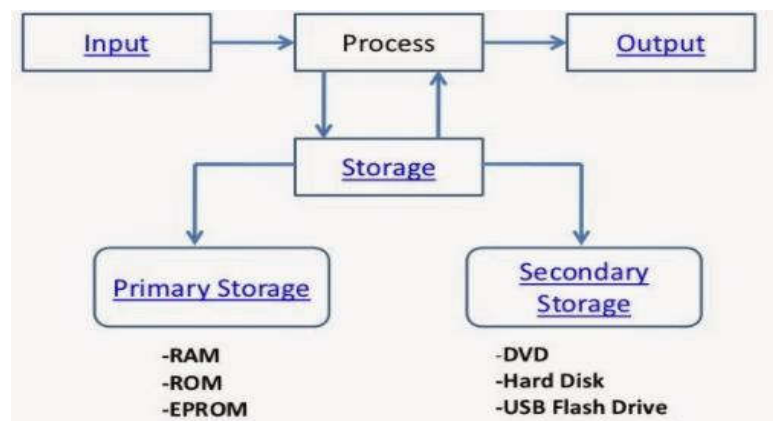 Input
Process
Output
Storage
Primary Storage
Secondary
Storage
-RAM
-ROM
-EPROM
-DVD
-Hard Disk
-USB Flash Drive